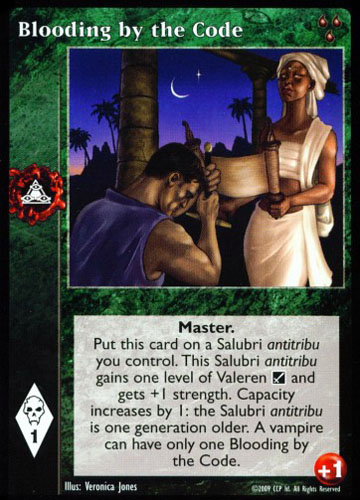 Blooding by the Code
Master.
Put this card on a Salubri antitribu
you control. This Salubri antitribu
gains one level of Valeren and
gets +1 strength. Capacity
increases by 1: the Salubri antitribu
is one generation older. A vampire
can have only one Blooding by
the Code.
1
+1
Illus: Veronica Jones
©2009 CCP hf. All Rights Reserved